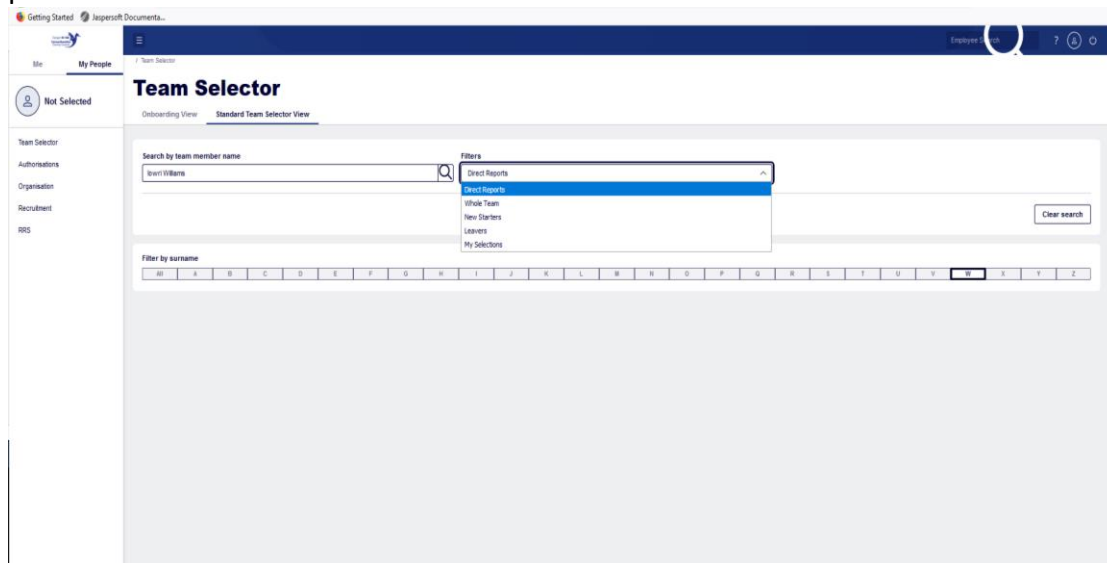 Getting Started Jaspersoft Documenta...
Employee Search ?
Me My People
/ Team Selector
Not Selected
Team Selector
Onboarding View Standard Team Selector View
Team Selector
Authorisations
Organisation
Recruitment
RRS
Search by team member name Filters
Iowri Williams Direct Reports
Direct Reports
Whole Team
New Starters
Leavers
My Selections
Clear search
Filter by surname
All A B C D E F G H I J K L M N O P Q R S T U V W X Y Z